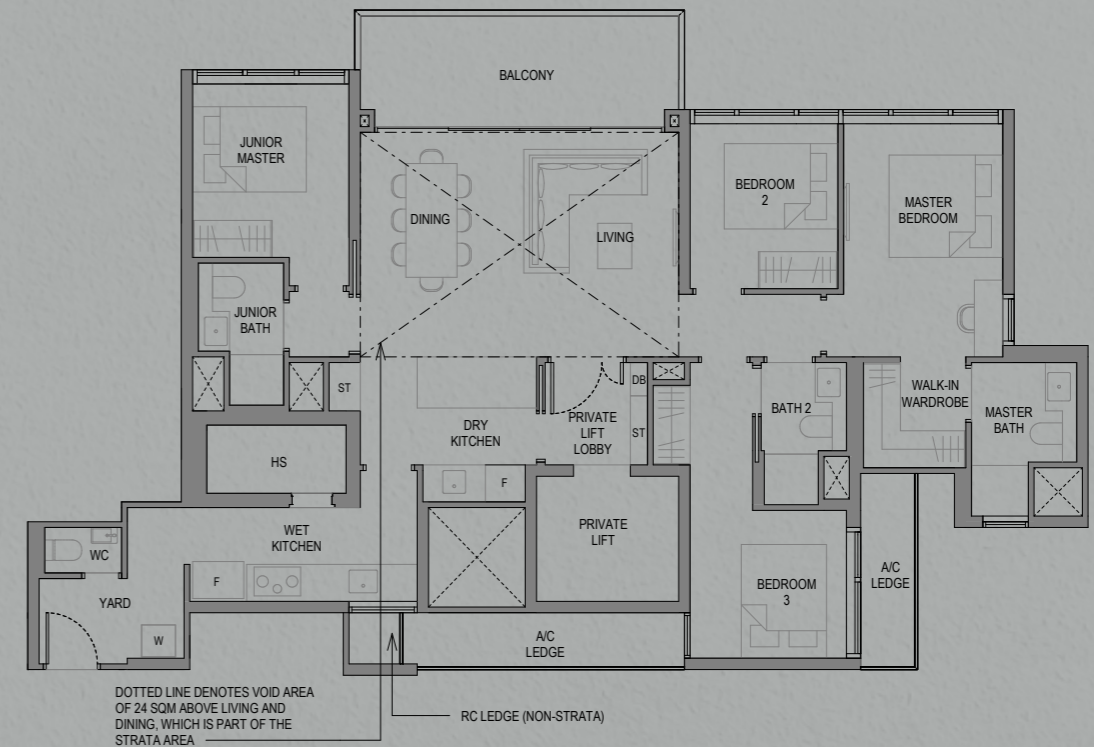 BALCONY
JUNIOR
MASTER
DINING
LIVING
BEDROOM
2
MASTER
BEDROOM
JUNIOR
BATH
ST
DRY
KITCHEN
PRIVATE
LIFT
LOBBY
DB
ST
BATH 2
WALK-IN
WARDROBE
MASTER
BATH
HS
F
WET
KITCHEN
PRIVATE
LIFT
WC
F
YARD
W
BEDROOM
3
A/C
LEDGE
A/C
LEDGE
DOTTED LINE DENOTES VOID AREA
OF 24 SQM ABOVE LIVING AND
DINING, WHICH IS PART OF THE
STRATA AREA
RC LEDGE (NON-STRATA)